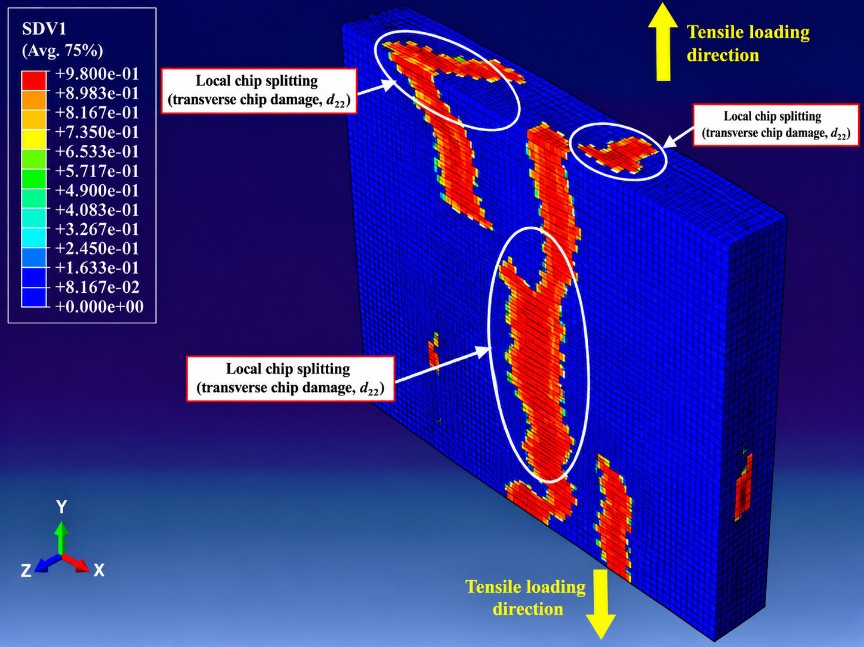 SDV1
(Avg. 75%)
+9.800e-01
+8.983e-01
+8.167e-01
+7.350e-01
+6.533e-01
+5.717e-01
+4.900e-01
+4.083e-01
+3.267e-01
+2.450e-01
+1.633e-01
+8.167e-02
+0.000e+00
Tensile loading
direction
Local chip splitting
(transverse chip damage, d₂₂)
Local chip splitting
(transverse chip damage, d₂₂)
Local chip splitting
(transverse chip damage, d₂₂)
Y
Z
X
Tensile loading
direction